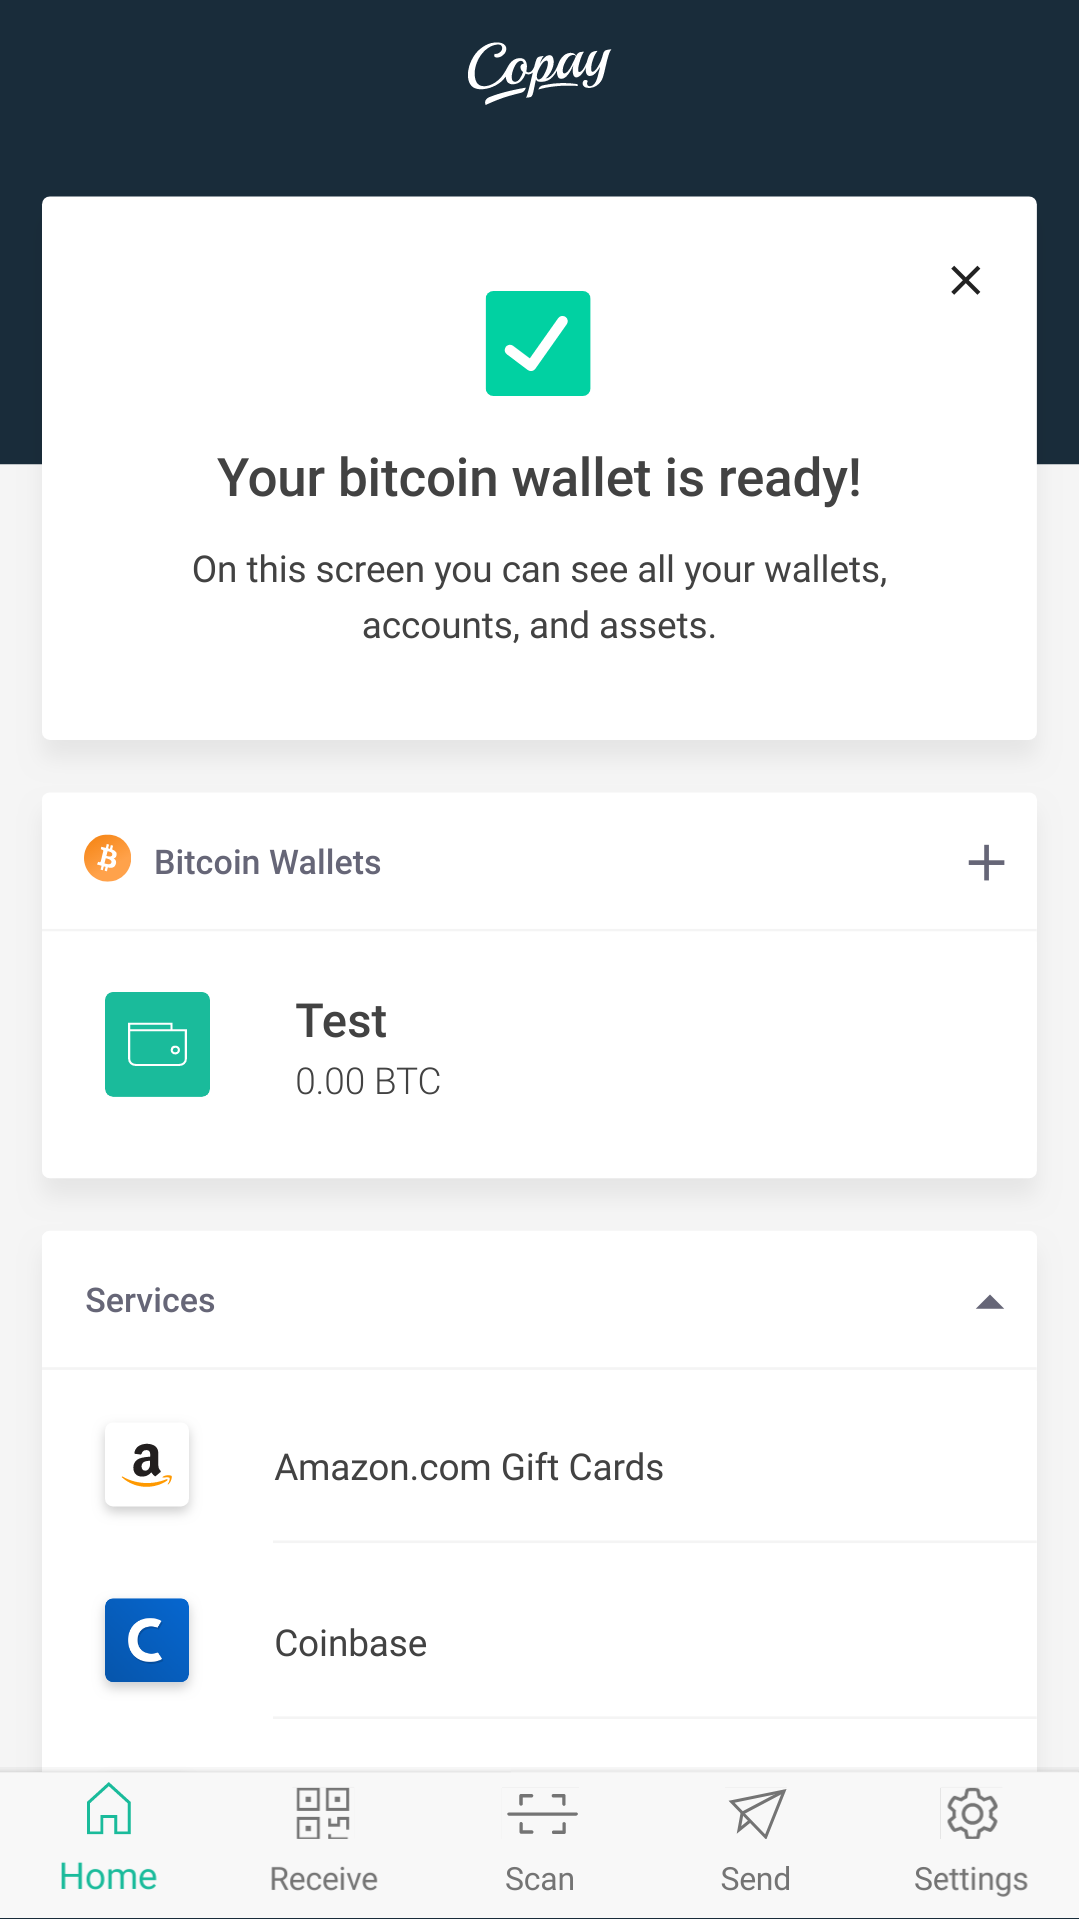 Copay
Your bitcoin wallet is ready!
On this screen you can see all your wallets,
accounts, and assets.
Bitcoin Wallets
Test
0.00 BTC
Services
Amazon.com Gift Cards
Coinbase
Home
Receive
Scan
Send
Settings